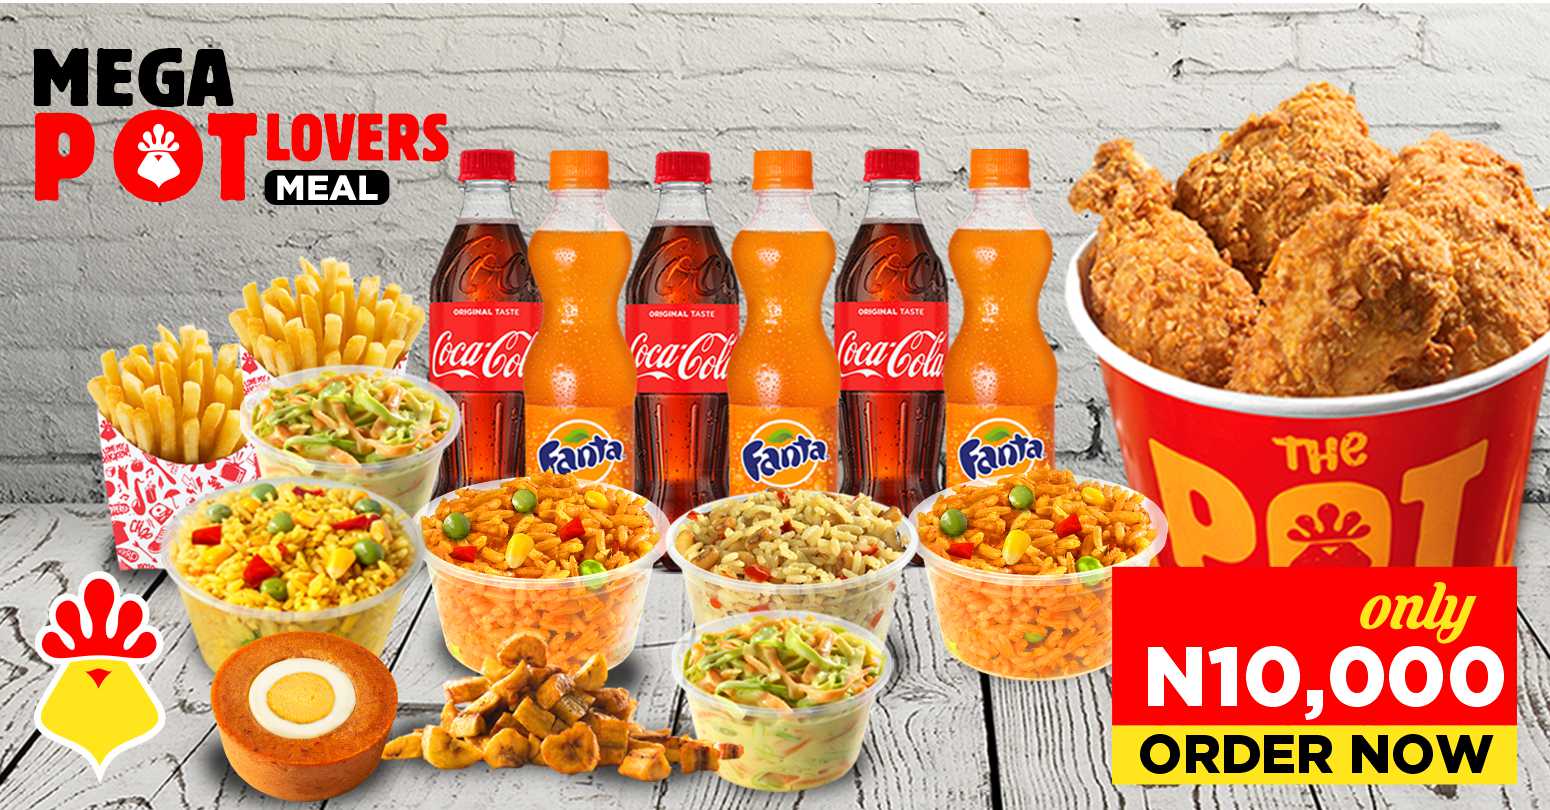 MEGA
POT LOVERS
MEAL
ORIGINAL TASTE
Coca-Col
ORIGINAL TASTE
Coca-Cola
ORIGINAL TASTE
Coca-Cola
Fanta
Fanta
Fanta
THE
POT
only
N10,000
ORDER NOW